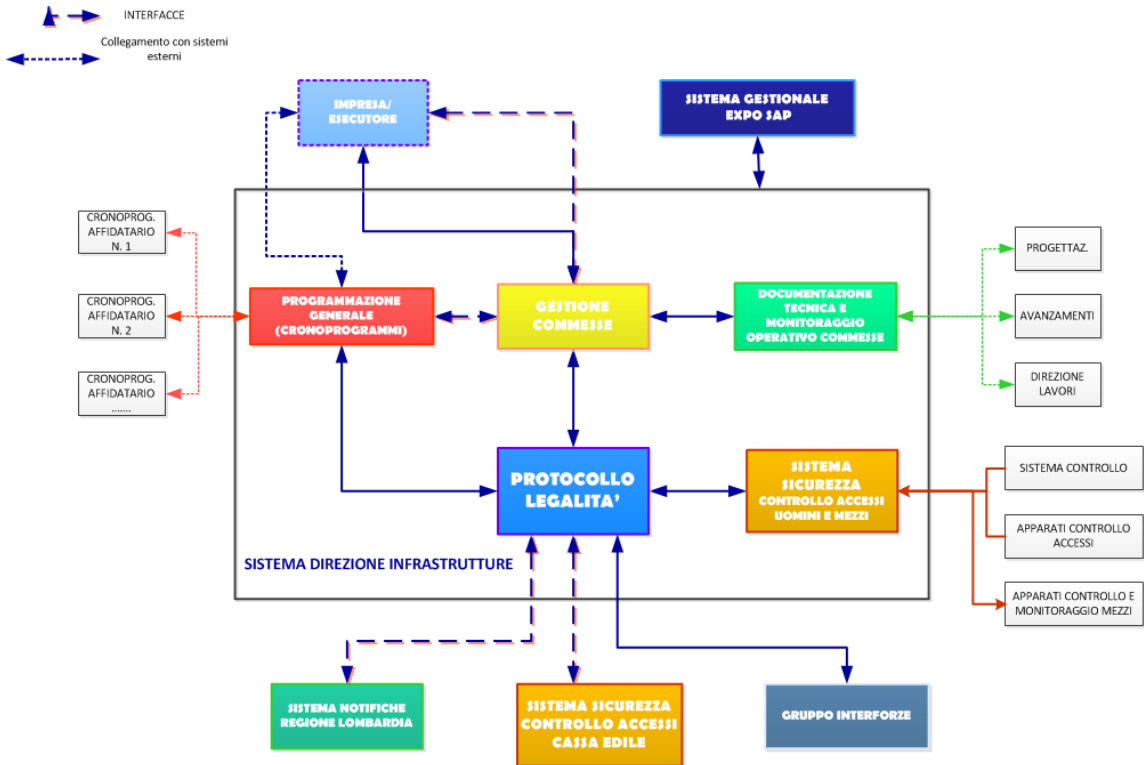 INTERFACCE
Collegamento con sistemi
esterni
IMPRESA/
ESECUTORE
SISTEMA GESTIONALE
EXPO SAP
CRONOPROG.
AFFIDATARIO
N. 1
CRONOPROG.
AFFIDATARIO
N. 2
CRONOPROG.
AFFIDATARIO
.......
PROGRAMMAZIONE
GENERALE
(CRONOPROGRAMMI)
GESTIONE
COMMESSE
DOCUMENTAZIONE
TECNICA E
MONITORAGGIO
OPERATIVO COMMESSE
PROGETTAZ.
AVANZAMENTI
DIREZIONE
LAVORI
PROTOCOLLO
LEGALITA’
SISTEMA
SICUREZZA
CONTROLLO ACCESSI
UOMINI E MEZZI
SISTEMA CONTROLLO
APPARATI CONTROLLO
ACCESSI
APPARATI CONTROLLO E
MONITORAGGIO MEZZI
SISTEMA DIREZIONE INFRASTRUTTURE
SISTEMA NOTIFICHE
REGIONE LOMBARDIA
SISTEMA SICUREZZA
CONTROLLO ACCESSI
CASSA EDILE
GRUPPO INTERFORZE